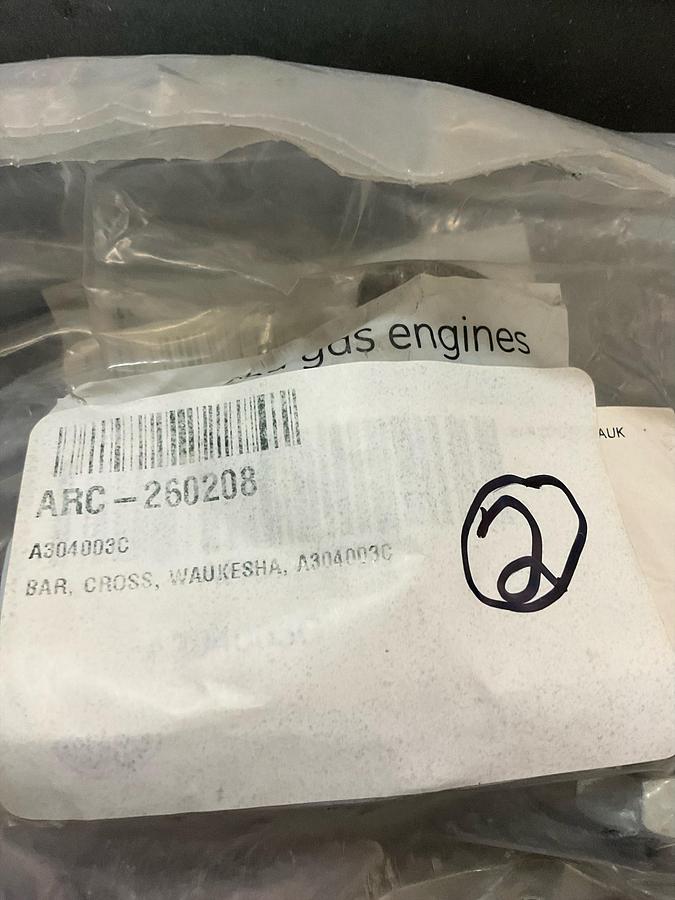 gas engines
AUK
ARC-260208
A304003C
BAR, CROSS, WAUKESHA, A304003C
2